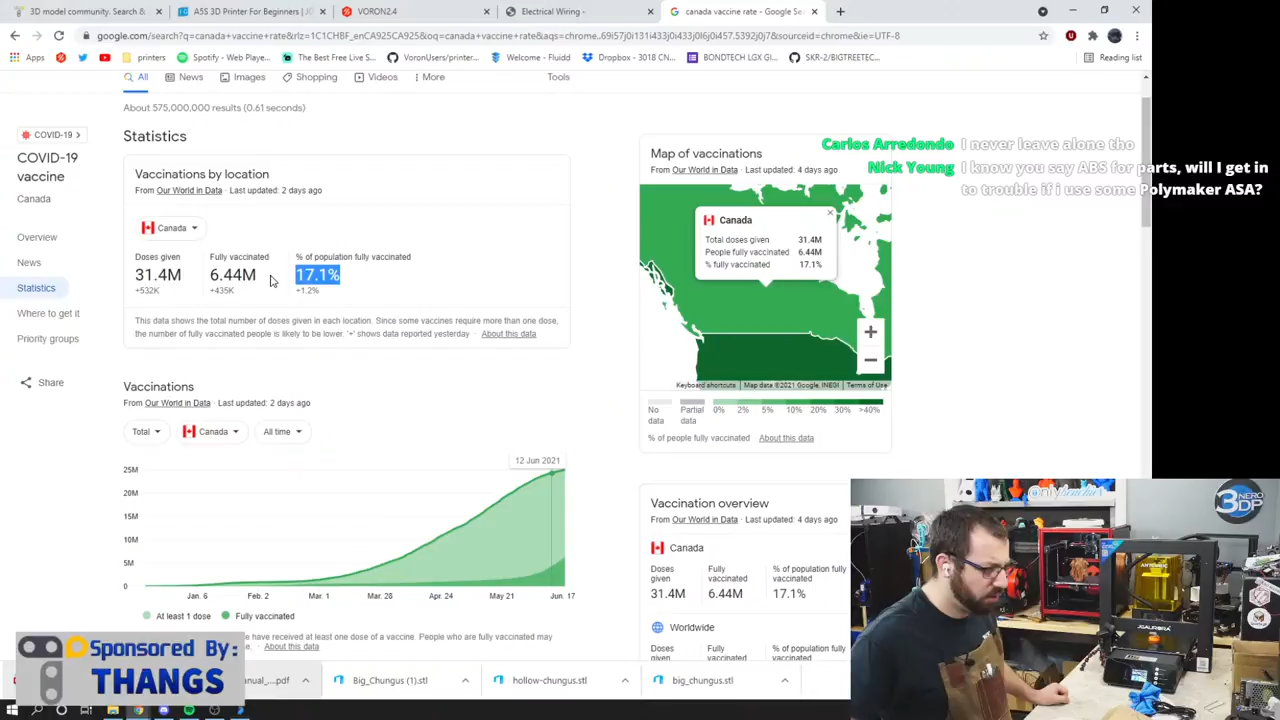 3D model community. Search &
A5S 3D Printer For Beginners | JG
VORON2.4
Electrical Wiring -
canada vaccine rate - Google Sea
google.com/search?q=canada+vaccine+rate&rlz=1C1CHBF_enCA925CA925&oq=canada+vaccine+rate&aqs=chrome..69i57j0i131i433j0i433j0l6j0i457.5392j0j7&sourceid=chrome&ie=UTF-8
Apps
printers
Spotify - Web Playe...
The Best Free Live S...
VoronUsers/printer...
Welcome - Fluidd
Dropbox - 3018 CN...
BONDTECH LGX GI...
SKR-2/BIGTREETEC...
Reading list
All
News
Images
Shopping
Videos
More
Tools
About 575,000,000 results (0.61 seconds)
COVID-19
COVID-19
vaccine
Canada
Overview
News
Statistics
Where to get it
Priority groups
Share
Statistics
Vaccinations by location
From Our World in Data · Last updated: 2 days ago
Canada
Doses given
31.4M
+532K
Fully vaccinated
6.44M
+435K
% of population fully vaccinated
17.1%
+1.2%
This data shows the total number of doses given in each location. Since some vaccines require more than one dose,
the number of fully vaccinated people is likely to be lower. '+' shows data reported yesterday · About this data
Vaccinations
From Our World in Data · Last updated: 2 days ago
Total
Canada
All time
12 Jun 2021
25M
20M
15M
10M
5M
0
Jan. 6
Feb. 2
Mar. 1
Mar. 28
Apr. 24
May 21
Jun. 17
At least 1 dose
Fully vaccinated
have received at least one dose of a vaccine. People who are fully vaccinated may
About this data
Map of vaccinations
From Our World in Data · Last updated: 4 days ago
Canada
Total doses given 31.4M
People fully vaccinated 6.44M
% fully vaccinated 17.1%
Keyboard shortcuts
Map data ©2021 Google, INEGI
Terms of Use
No data
Partial data
0%
2%
5%
10%
20%
30%
>40%
% of people fully vaccinated
About this data
Vaccination overview
From Our World in Data · Last updated: 4 days ago
Canada
Doses given
31.4M
Fully vaccinated
6.44M
% of population fully vaccinated
17.1%
Worldwide
Doses
Fully
% of population fully
Carlos Arredondo I never leave alone tho
Nick Young I know you say ABS for parts, will I get in
to trouble if i use some Polymaker ASA?
Sponsored By:
THANGS
anual_....pdf
Big_Chungus (1).stl
hollow-chungus.stl
big_chungus.stl
NERO
3DP
JGAURORA